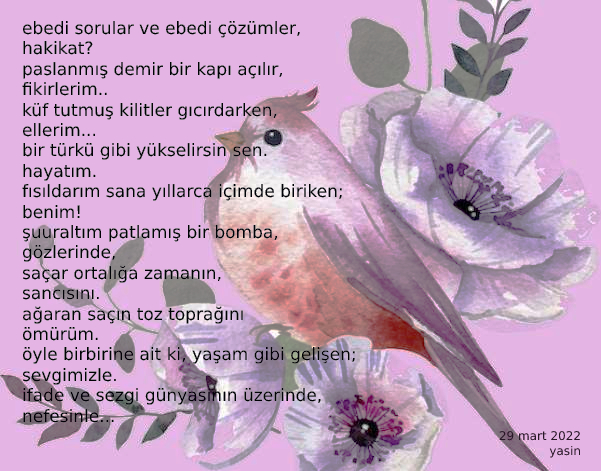 ebedi sorular ve ebedi çözümler,
hakikat?
paslanmış demir bir kapı açılır,
fikirlerim..
küf tutmuş kilitler gıcırdarken,
ellerim...
bir türkü gibi yükselirsin sen.
hayatım.
fısıldarım sana yıllarca içimde biriken;
benim!
şuuraltım patlamış bir bomba,
gözlerinde,
saçar ortalığa zamanın,
sancısını.
ağaran saçın toz toprağını
ömürüm.
öyle birbirine ait ki, yaşam gibi gelişen;
sevgimizle.
ifade ve sezgi günyasının üzerinde,
nefesinle...
29 mart 2022
yasin